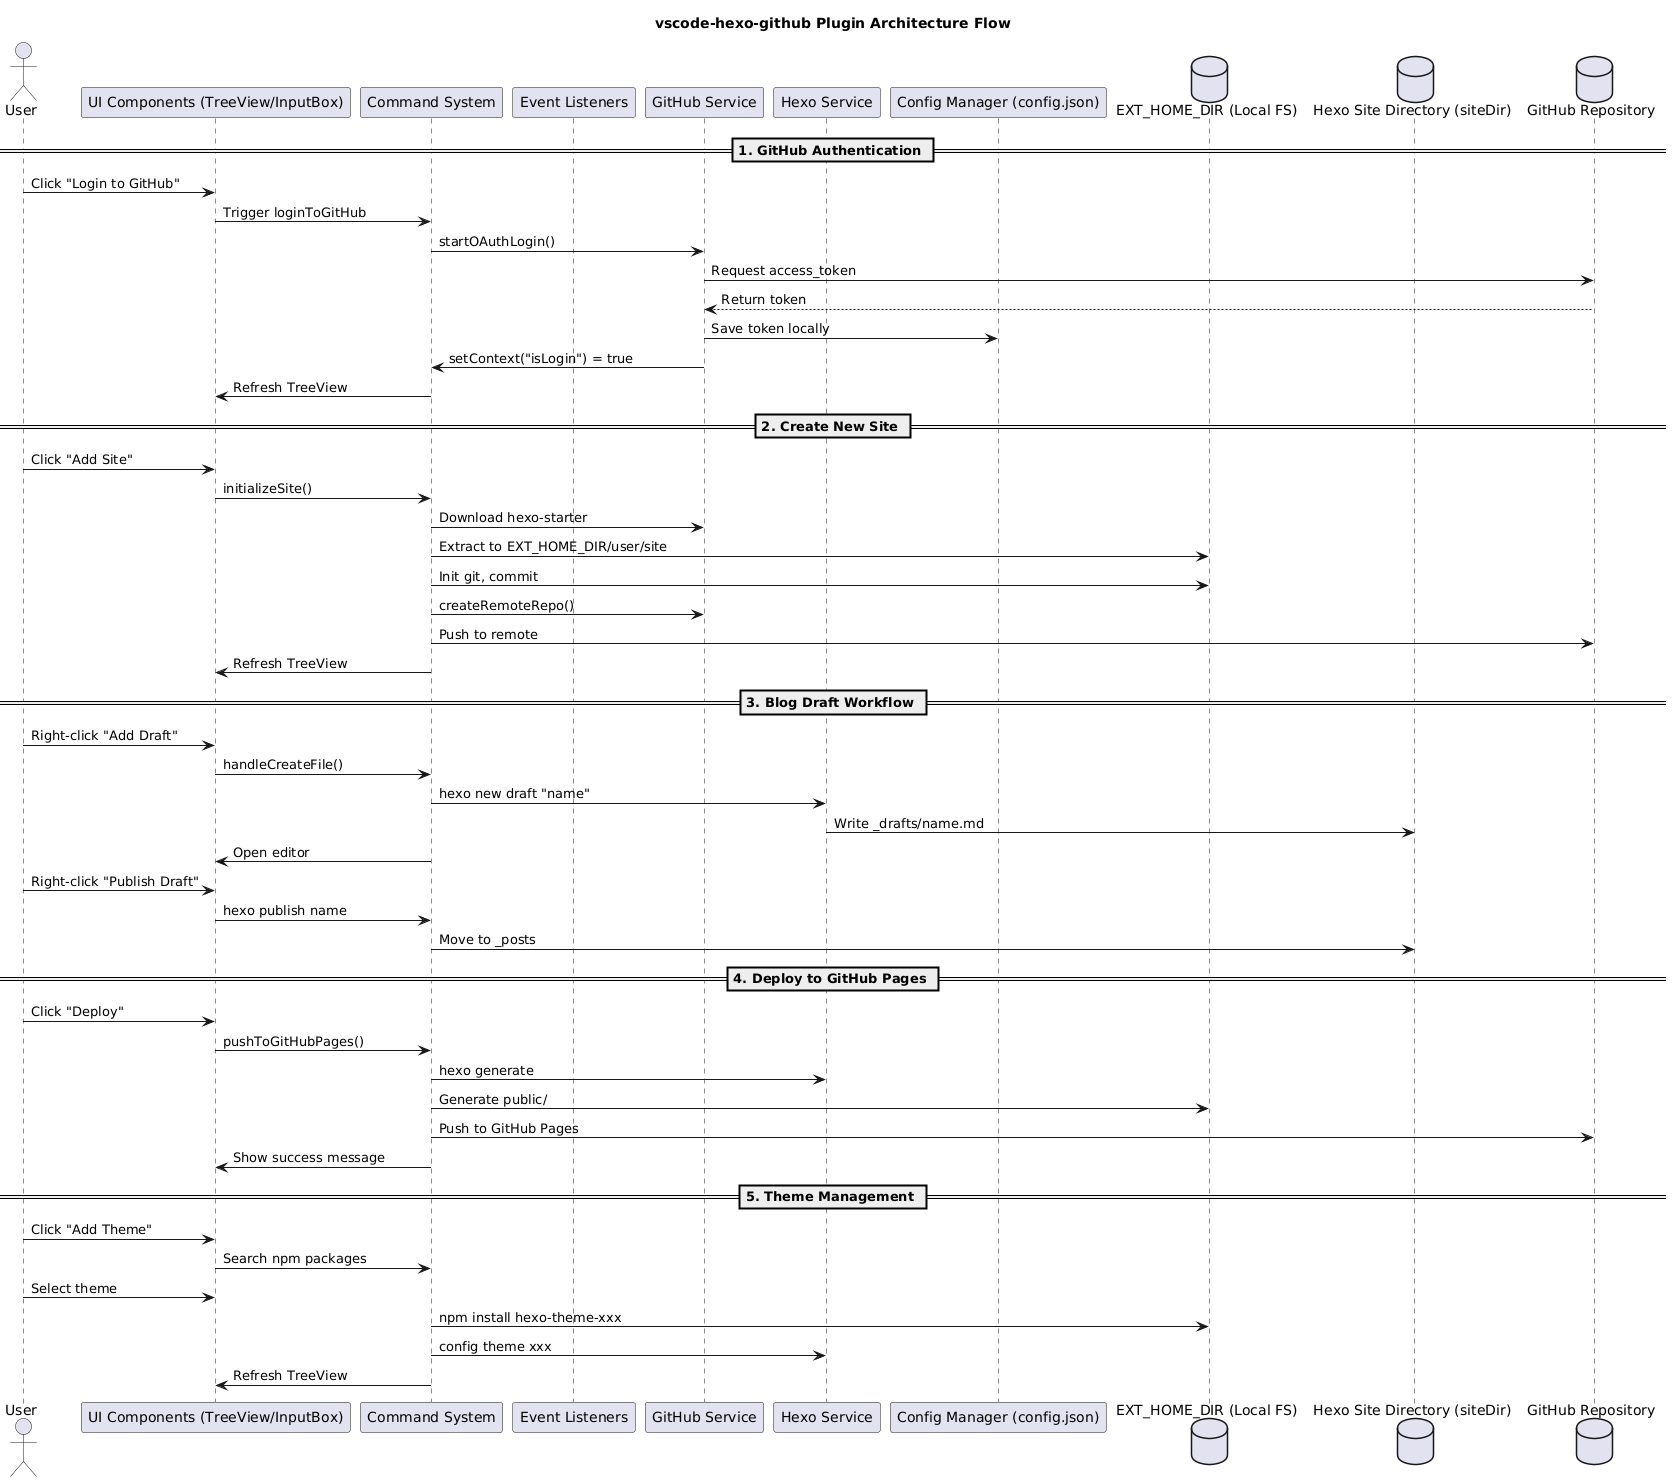 vscode-hexo-github Plugin Architecture Flow
User
UI Components (TreeView/InputBox)
Command System
Event Listeners
GitHub Service
Hexo Service
Config Manager (config.json)
EXT_HOME_DIR (Local FS)
Hexo Site Directory (siteDir)
GitHub Repository
1. GitHub Authentication
Click "Login to GitHub"
Trigger loginToGitHub
startOAuthLogin()
Request access_token
Return token
Save token locally
setContext("isLogin") = true
Refresh TreeView
2. Create New Site
Click "Add Site"
initializeSite()
Download hexo-starter
Extract to EXT_HOME_DIR/user/site
Init git, commit
createRemoteRepo()
Push to remote
Refresh TreeView
3. Blog Draft Workflow
Right-click "Add Draft"
handleCreateFile()
hexo new draft "name"
Write _drafts/name.md
Open editor
Right-click "Publish Draft"
hexo publish name
Move to _posts
4. Deploy to GitHub Pages
Click "Deploy"
pushToGitHubPages()
hexo generate
Generate public/
Push to GitHub Pages
Show success message
5. Theme Management
Click "Add Theme"
Search npm packages
Select theme
npm install hexo-theme-xxx
config theme xxx
Refresh TreeView
User
UI Components (TreeView/InputBox)
Command System
Event Listeners
GitHub Service
Hexo Service
Config Manager (config.json)
EXT_HOME_DIR (Local FS)
Hexo Site Directory (siteDir)
GitHub Repository